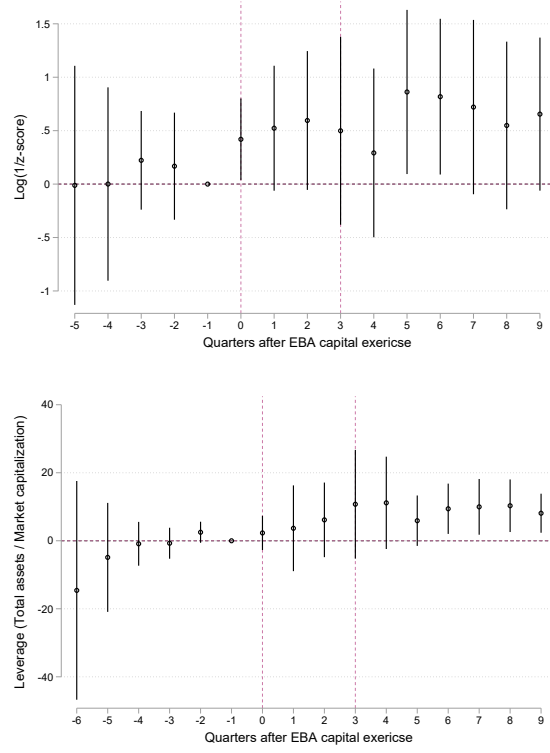 Log(1/z-score)
1.5
1
.5
0
-.5
-1
-5 -4 -3 -2 -1 0 1 2 3 4 5 6 7 8 9
Quarters after EBA capital exericse
Leverage (Total assets / Market capitalization)
40
20
0
-20
-40
-6 -5 -4 -3 -2 -1 0 1 2 3 4 5 6 7 8 9
Quarters after EBA capital exericse